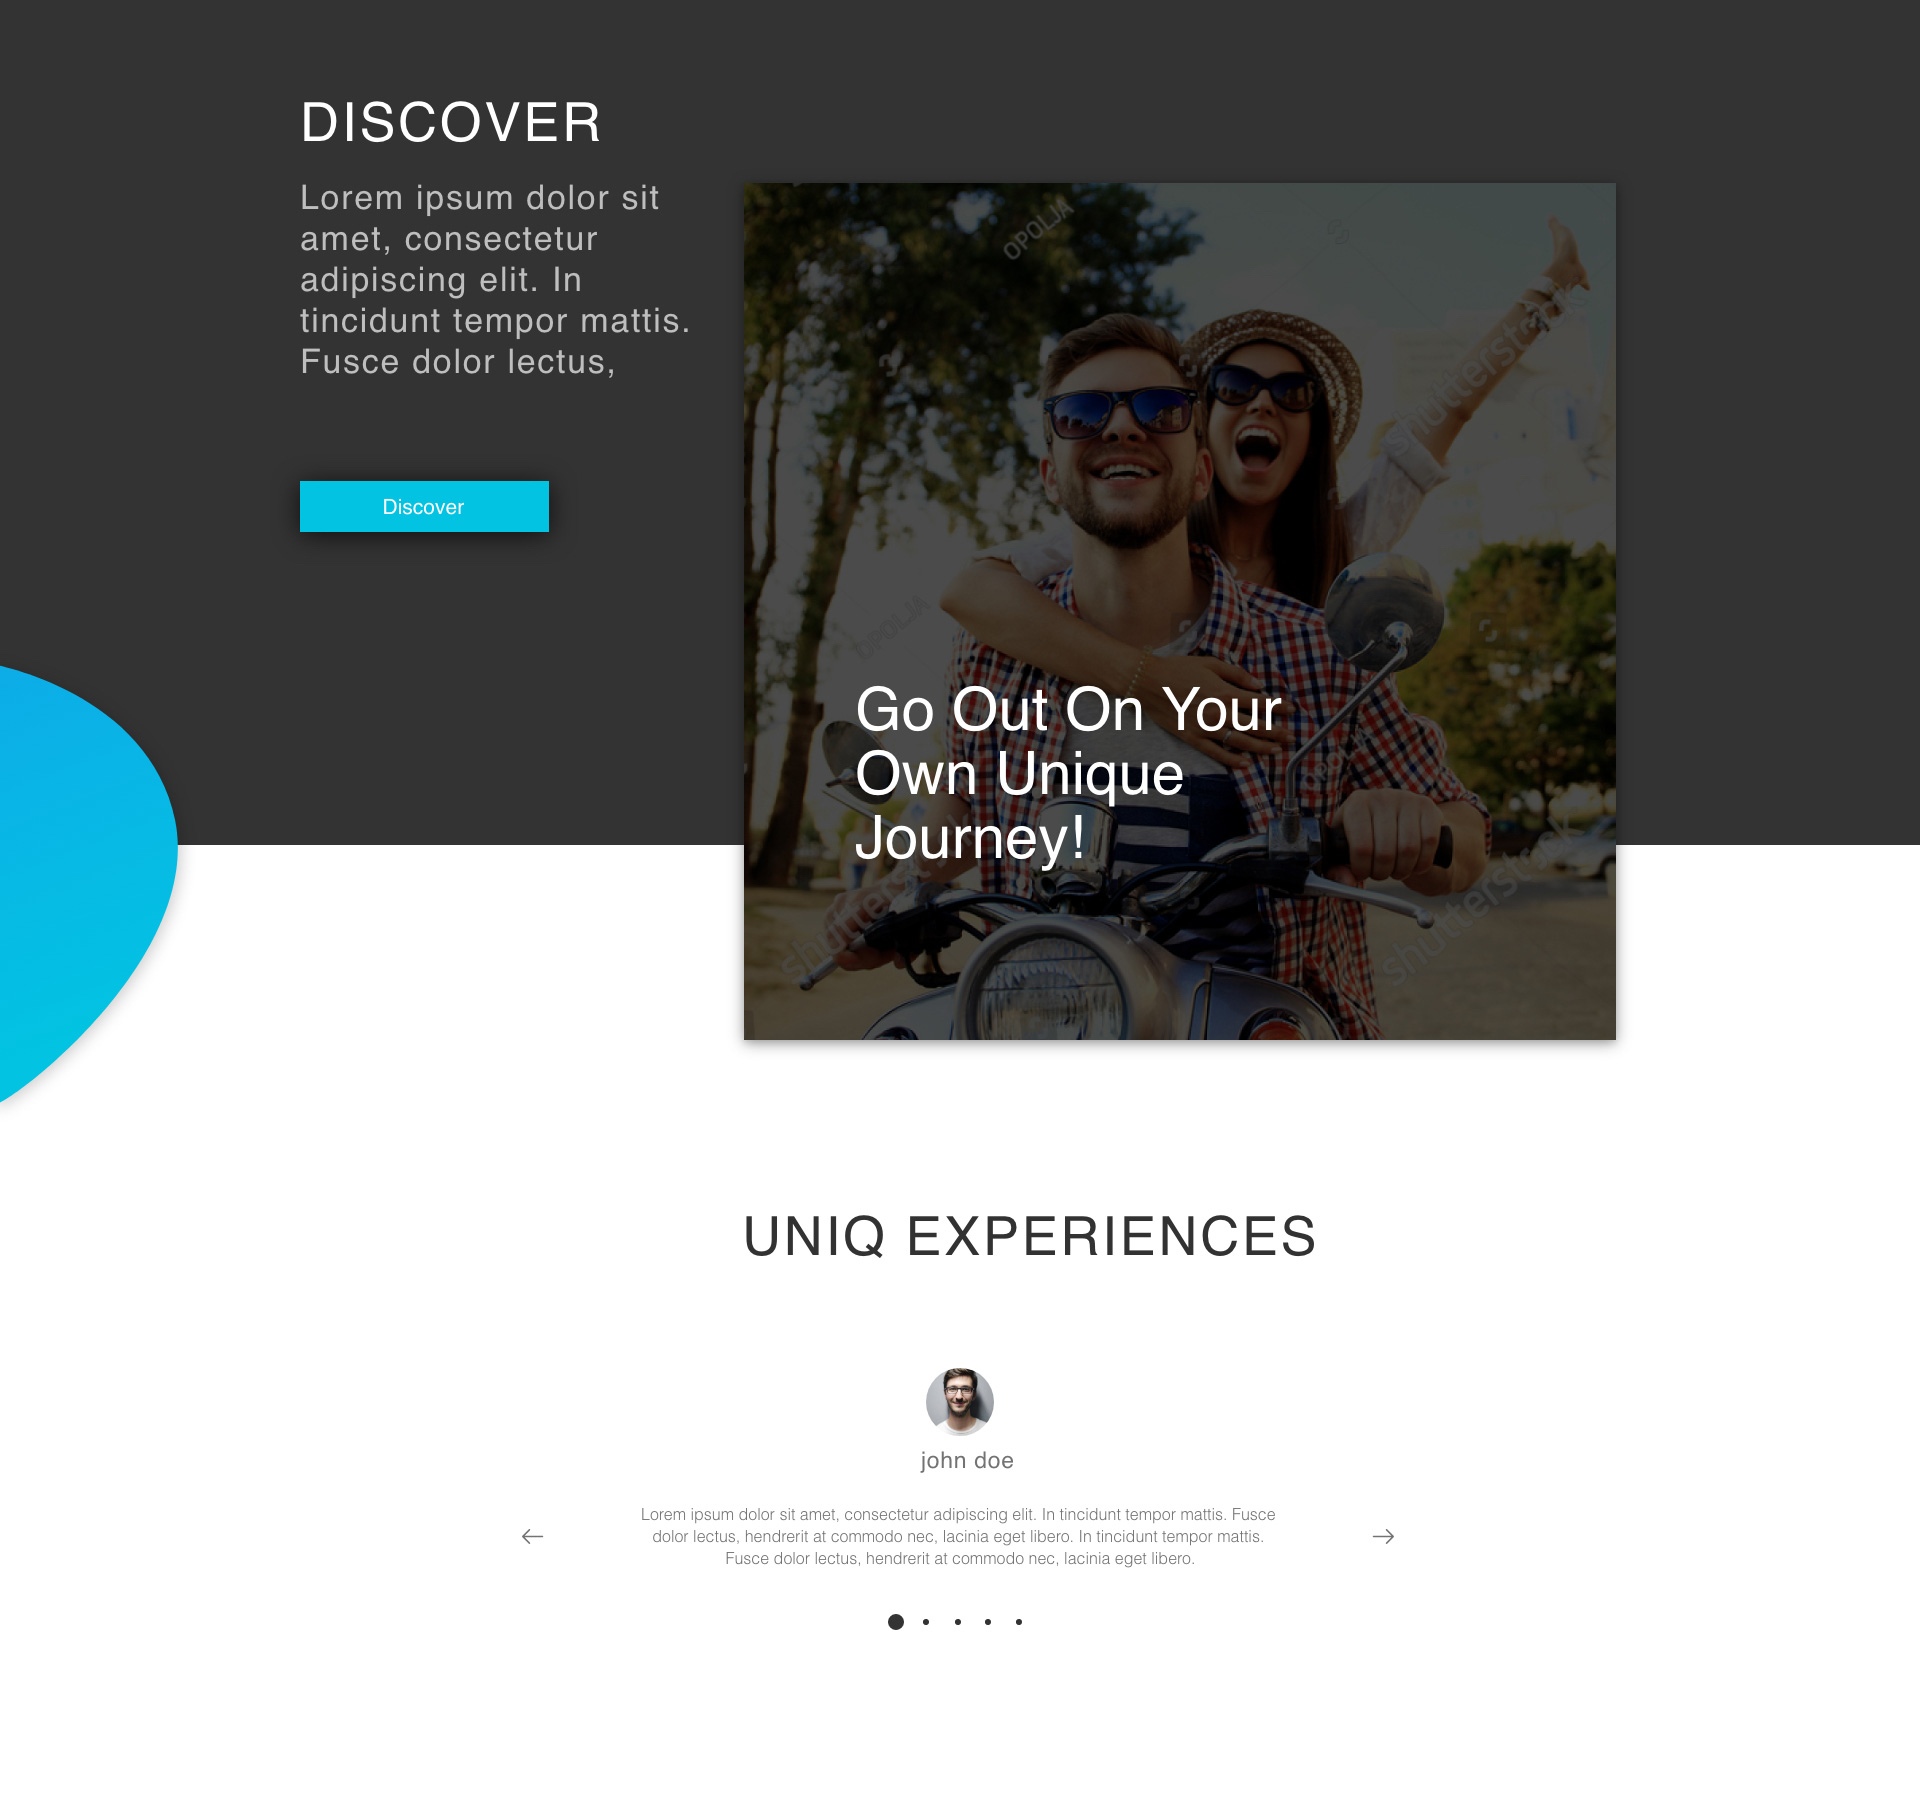 DISCOVER
Lorem ipsum dolor sit
amet, consectetur
adipiscing elit. In
tincidunt tempor mattis.
Fusce dolor lectus,
Discover
OPOLJA
shutterstock
OPOLJA
Go Out On Your
Own Unique
Journey!
shutterstock
shutterstock
UNIQ EXPERIENCES
john doe
Lorem ipsum dolor sit amet, consectetur adipiscing elit. In tincidunt tempor mattis. Fusce
dolor lectus, hendrerit at commodo nec, lacinia eget libero. In tincidunt tempor mattis.
Fusce dolor lectus, hendrerit at commodo nec, lacinia eget libero.